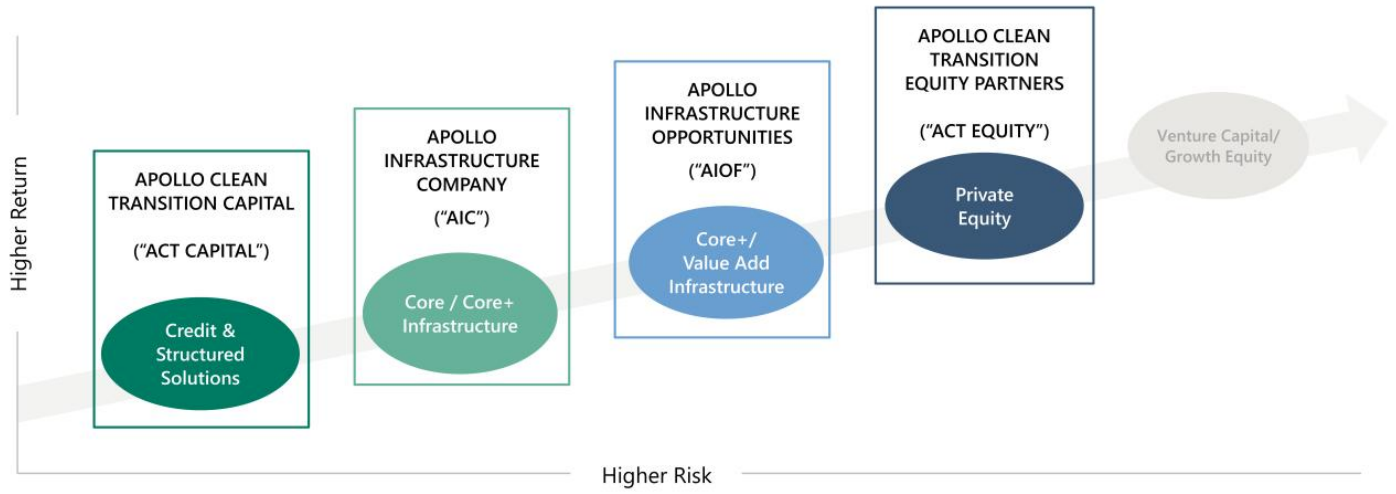 Higher Return
APOLLO CLEAN
TRANSITION CAPITAL
("ACT CAPITAL")
Credit &
Structured
Solutions
APOLLO
INFRASTRUCTURE
COMPANY
("AIC")
Core / Core+
Infrastructure
APOLLO
INFRASTRUCTURE
OPPORTUNITIES
("AIOF")
Core+/
Value Add
Infrastructure
APOLLO CLEAN
TRANSITION
EQUITY PARTNERS
("ACT EQUITY")
Private
Equity
Venture Capital/
Growth Equity
Higher Risk